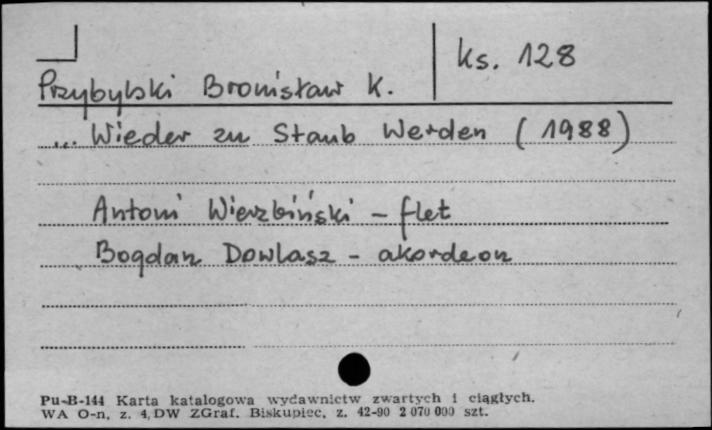 ks. 128
Przybylski Bronisław K.
... Wieder zu Staub Werden (1988)
Antoni Wierzbiński - flet
Bogdan Dowlasz - akordeon
Pu-B-144 Karta katalogowa wydawnictw zwartych i ciągłych.
WA O-n, z. 4, DW ZGraf. Biskupiec, z. 42-90 2 070 000 szt.